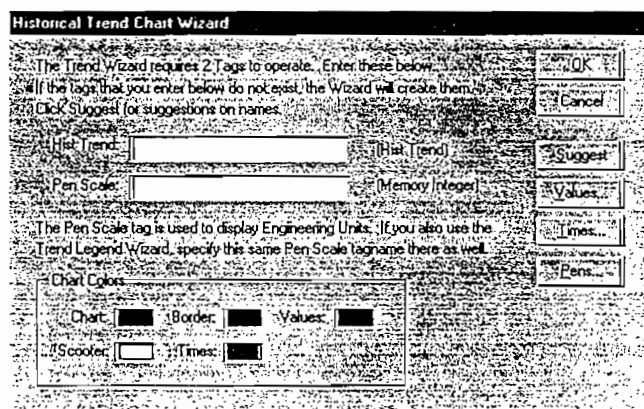 Historical Trend Chart Wizard
The Trend Wizard requires 2 Tags to operate. Enter these below.
If the tags that you enter below do not exist, the Wizard will create them.
Click Suggest for suggestions on names.
OK
Cancel
Hist Trend: [Hist Trend]
Suggest
Pen Scale: [Memory Integer]
Values...
The Pen Scale tag is used to display Engineering Units. If you also use the
Trend Legend Wizard, specify this same Pen Scale tagname there as well.
Times...
Pens...
Chart Colors
Chart: Border: Values:
Scooter: Times: